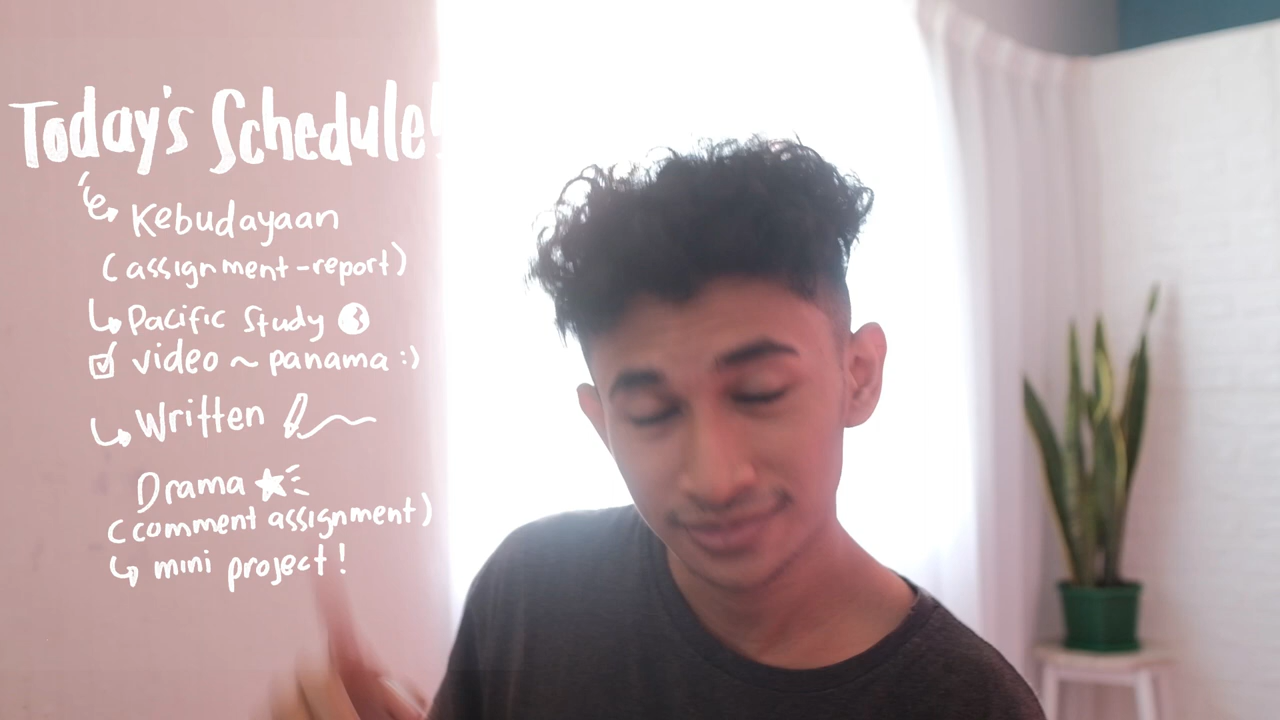 Today's Schedule!
Kebudayaan
(assignment-report)
Pacific Study
video ~ panama :)
Written
Drama
(comment assignment)
mini project!